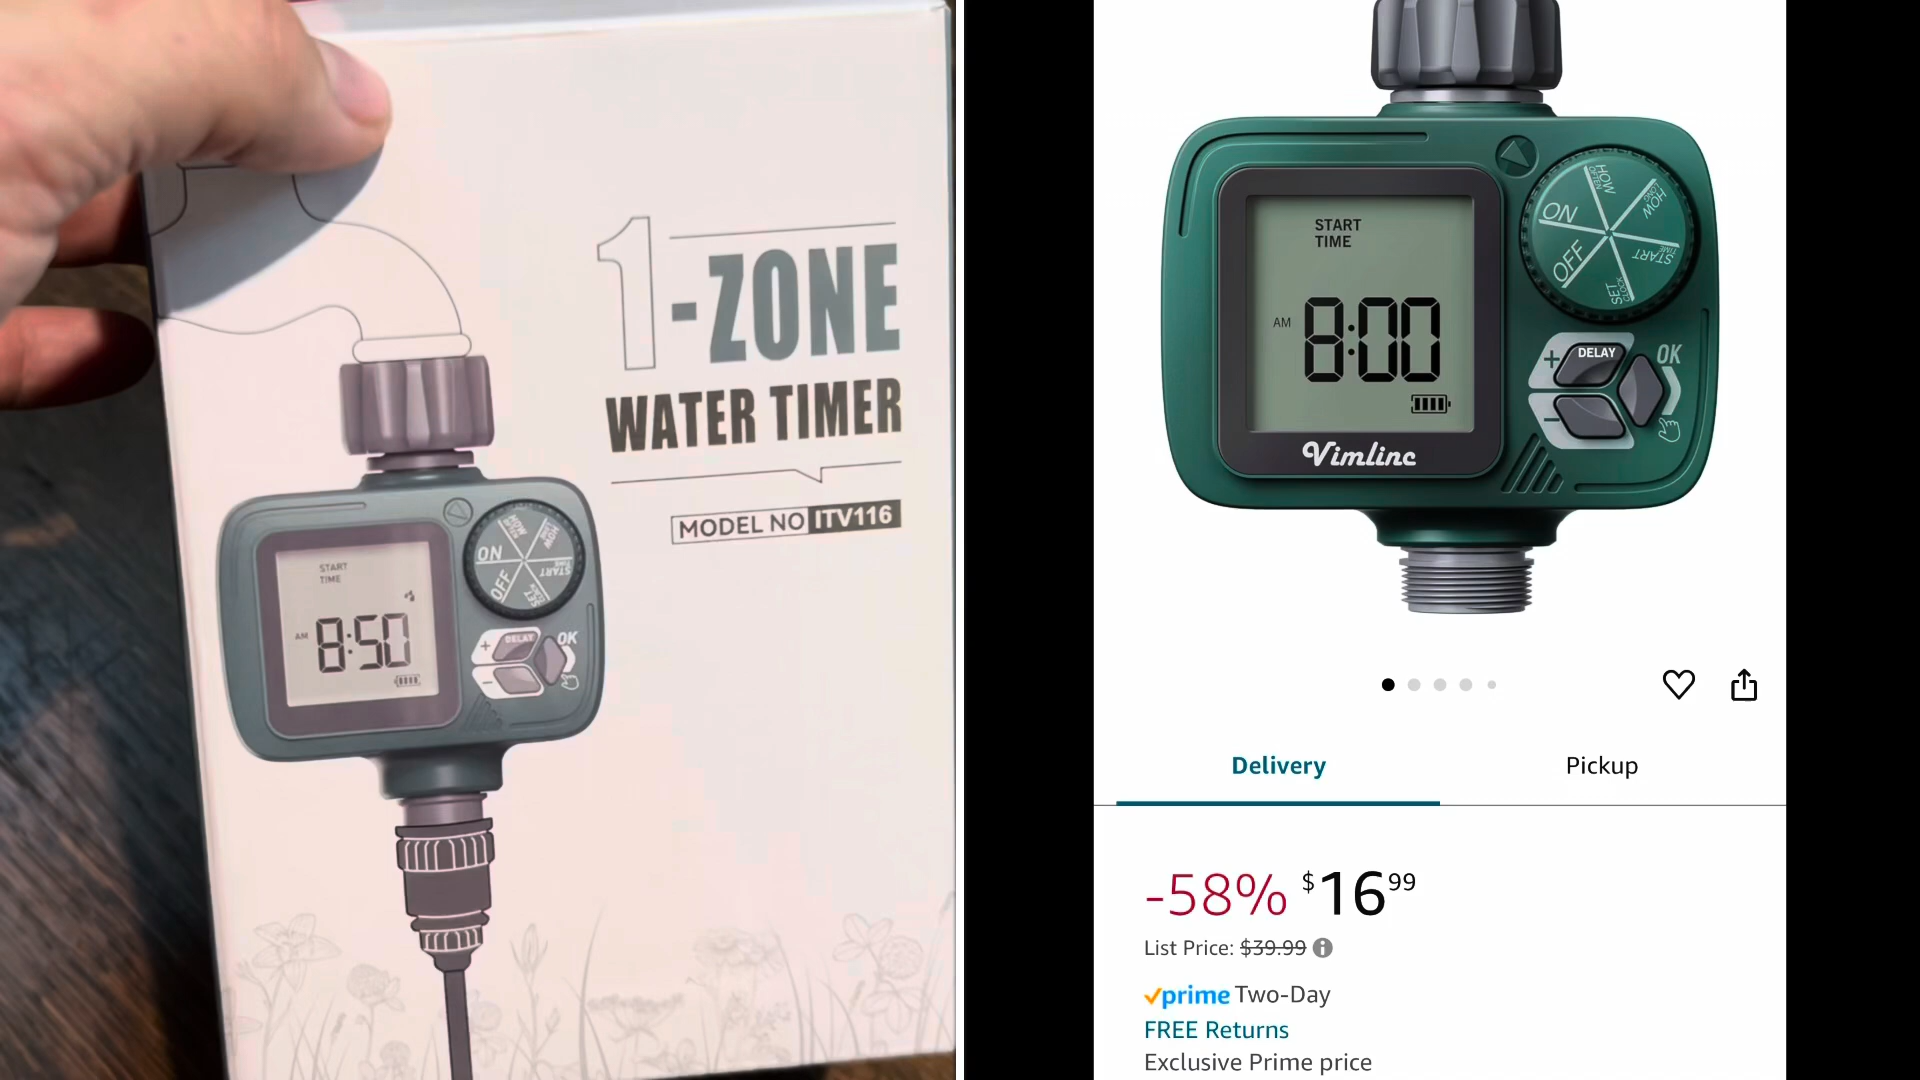 1-ZONE
WATER TIMER
MODEL NO ITV116
ON
OFF
START
TIME
START
TIME
AM 8:50
+ DELAY OK
-
HOW
OFTEN
HOW
LONG
ON
START
TIME
OFF
SET
CLOCK
START
TIME
AM 8:00
+ DELAY OK
-
Vimlinc
Delivery Pickup
-58% $16 99
List Price: $39.99
prime Two-Day
FREE Returns
Exclusive Prime price